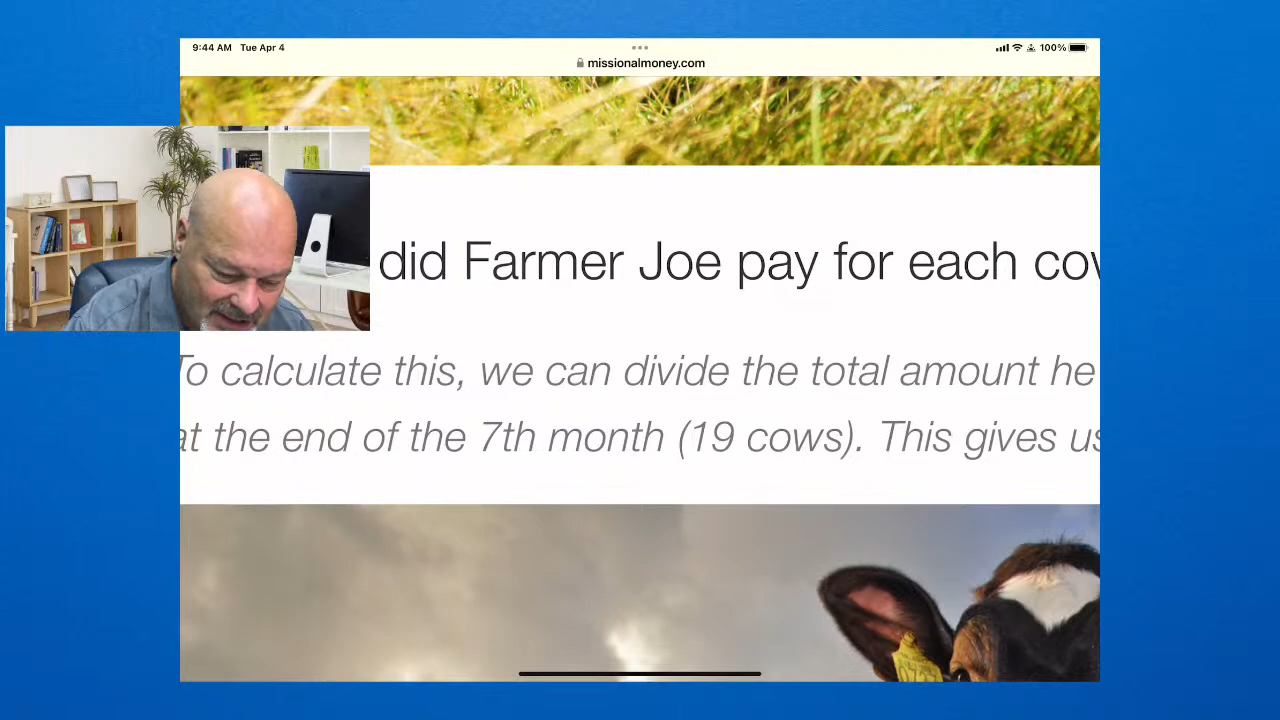 9:44 AM Tue Apr 4
100%
missionalmoney.com
did Farmer Joe pay for each
To calculate this, we can divide the total amount he
at the end of the 7th month (19 cows). This gives us